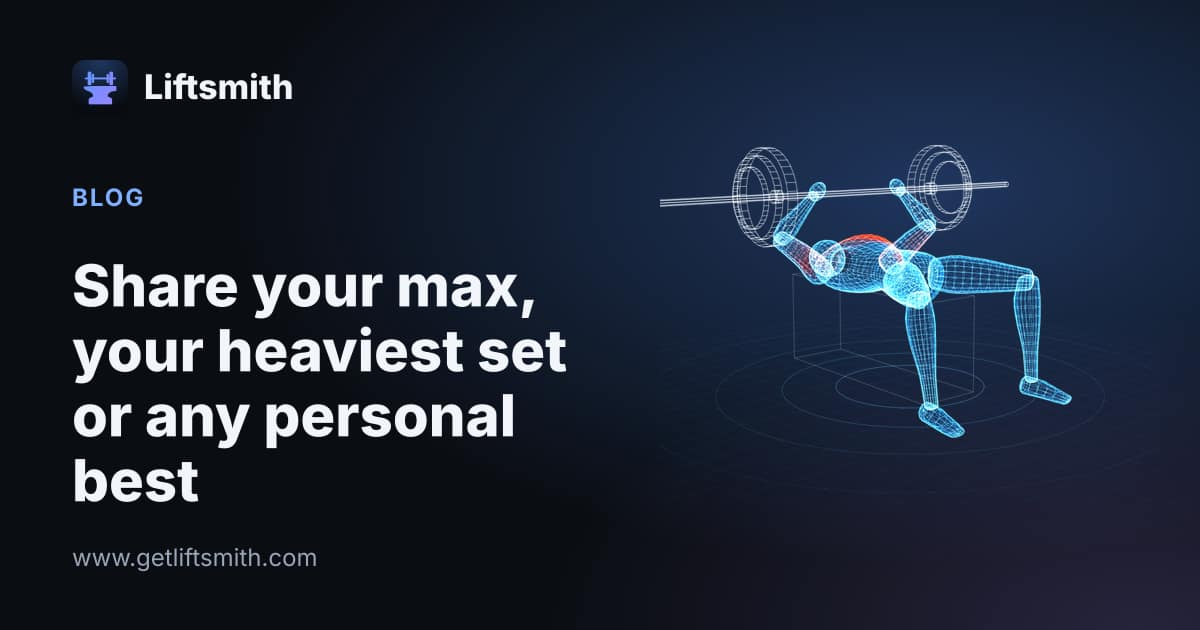 Liftsmith
BLOG
Share your max,
your heaviest set
or any personal
best
www.getliftsmith.com